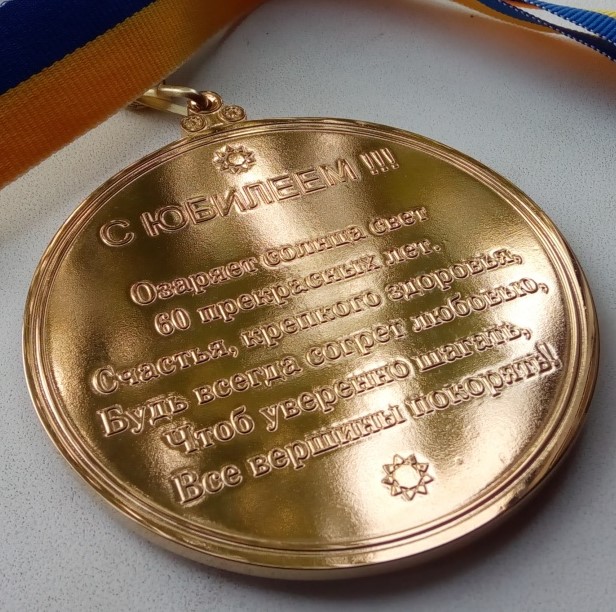 С ЮБИЛЕЕМ !!!
Озаряет солнца свет
60 прекрасных лет.
Счастья, крепкого здоровья,
Будь всегда согрет любовью,
Чтоб уверенно шагать,
Все вершины покорять!